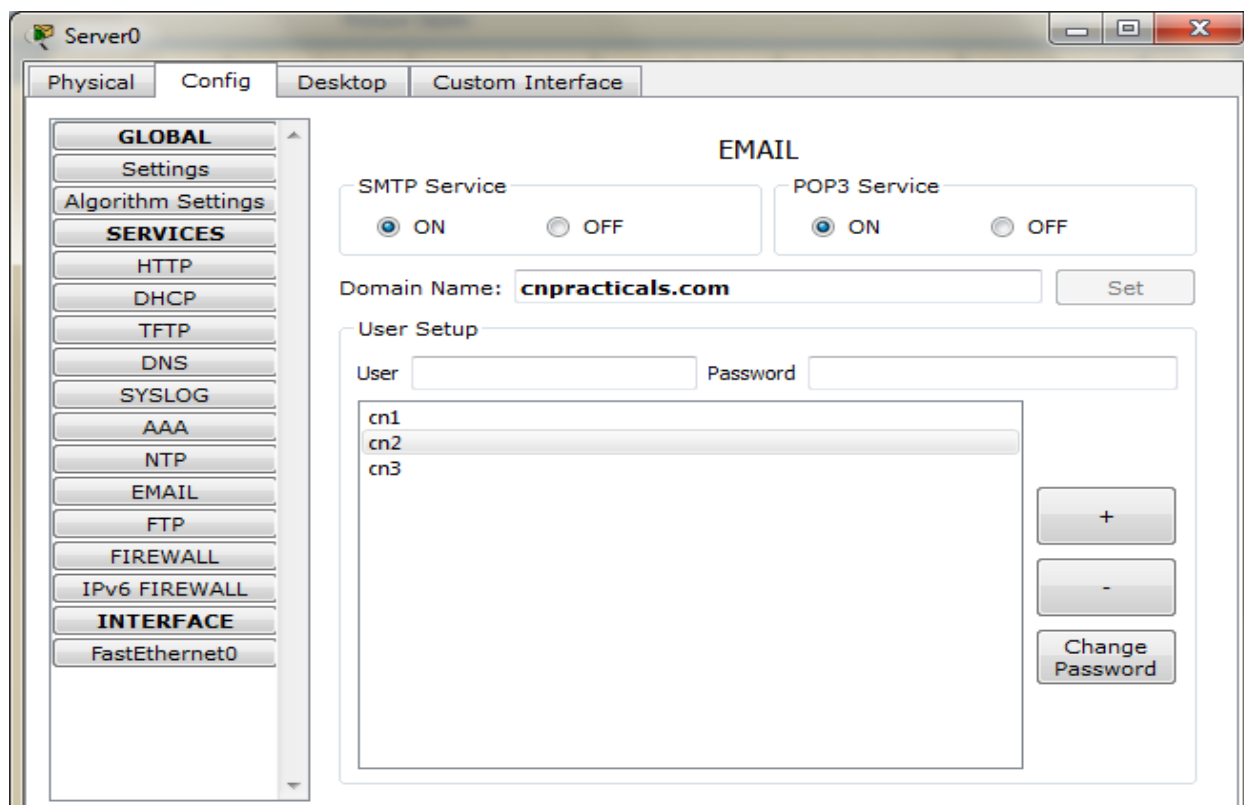 Server0
Physical Config Desktop Custom Interface
GLOBAL
Settings
Algorithm Settings
SERVICES
HTTP
DHCP
TFTP
DNS
SYSLOG
AAA
NTP
EMAIL
FTP
FIREWALL
IPv6 FIREWALL
INTERFACE
FastEthernet0
EMAIL
SMTP Service
ON OFF
POP3 Service
ON OFF
Domain Name: cnpracticals.com Set
User Setup
User Password
cn1
cn2
cn3
+
-
Change
Password